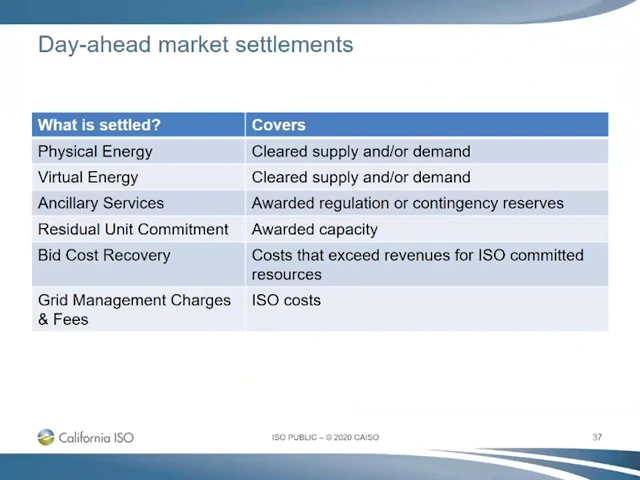 Day-ahead market settlements
What is settled? Covers
Physical Energy Cleared supply and/or demand
Virtual Energy Cleared supply and/or demand
Ancillary Services Awarded regulation or contingency reserves
Residual Unit Commitment Awarded capacity
Bid Cost Recovery Costs that exceed revenues for ISO committed
resources
Grid Management Charges ISO costs
& Fees
California ISO ISO PUBLIC – © 2020 CAISO 37